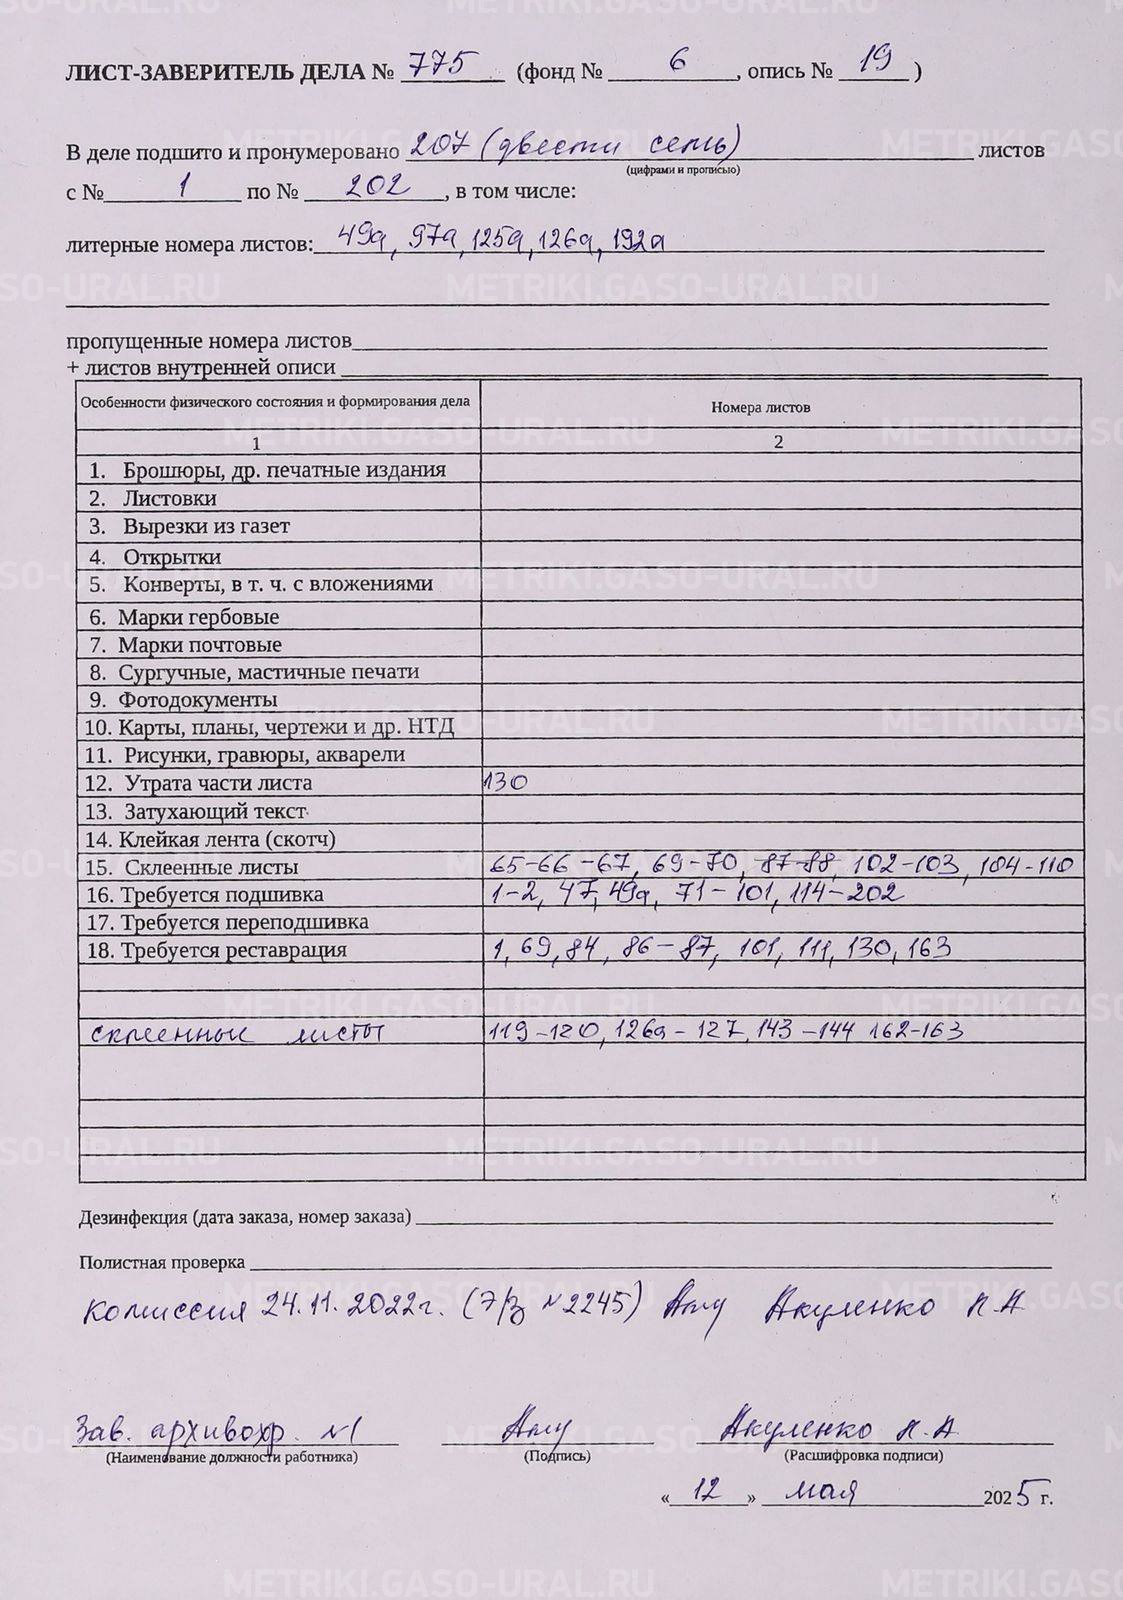 ЛИСТ-ЗАВЕРИТЕЛЬ ДЕЛА № 775 (фонд № 6, опись № 19)
В деле подшито и пронумеровано 207 (двести семь) листов
(цифрами и прописью)
с № 1 по № 202, в том числе:
литерные номера листов: 49а, 97а, 125а, 126а, 192а
пропущенные номера листов
+ листов внутренней описи
Особенности физического состояния и формирования дела Номера листов
1 2
1. Брошюры, др. печатные издания
2. Листовки
3. Вырезки из газет
4. Открытки
5. Конверты, в т. ч. с вложениями
6. Марки гербовые
7. Марки почтовые
8. Сургучные, мастичные печати
9. Фотодокументы
10. Карты, планы, чертежи и др. НТД
11. Рисунки, гравюры, акварели
12. Утрата части листа 130
13. Затухающий текст
14. Клейкая лента (скотч)
15. Склеенные листы 65-66-67, 69-70, 87-88, 102-103, 104-110
16. Требуется подшивка 1-2, 47, 49а, 71-101, 114-202
17. Требуется переподшивка
18. Требуется реставрация 1, 69, 84, 86-87, 101, 111, 130, 163
склеенные листы 119-120, 126а-127, 143-144 162-163
Дезинфекция (дата заказа, номер заказа)
Полистная проверка
Комиссия 24.11.2022г. (Э/З №2245) Акуленко Л.А
Зав. архивохр. №1 Акуленко Л.А.
(Наименование должности работника) (Подпись) (Расшифровка подписи)
«12» мая 2025 г.
METRIKI.GASO-URAL.RU